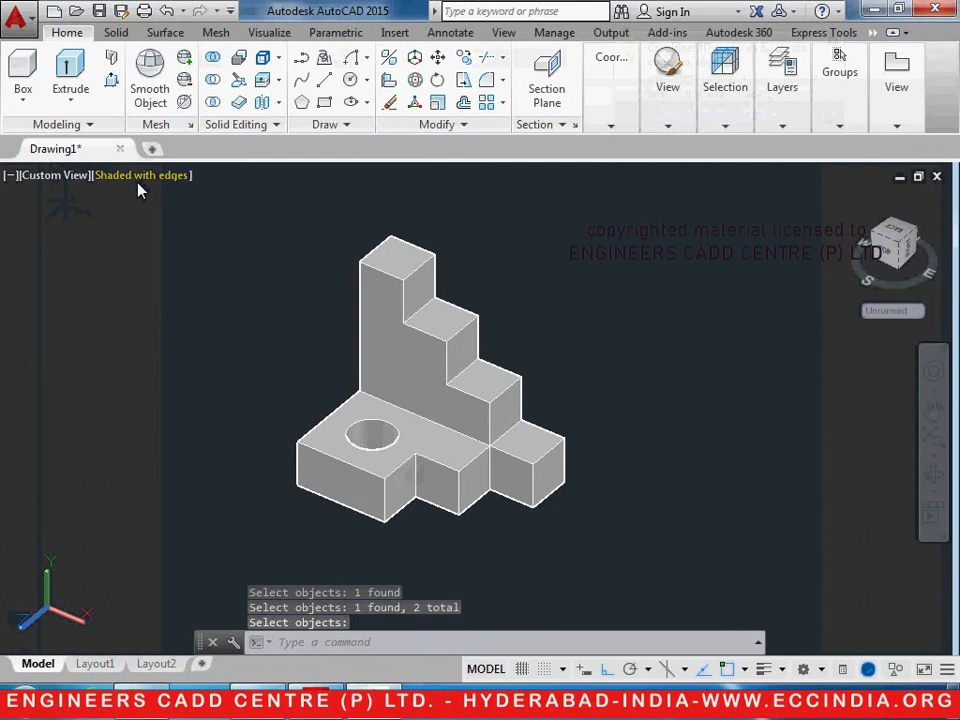 Autodesk AutoCAD 2015
Drawing1.dwg
Type a keyword or phrase
Sign In
Home Solid Surface Mesh Visualize Parametric Insert Annotate View Manage Output Add-ins Autodesk 360 Express Tools
Box Extrude Smooth Object Section Plane Coor... View Selection Layers Groups View
Modeling Mesh Solid Editing Draw Modify Section
Drawing1*
[−][Custom View][Shaded with edges]
copyrighted material licensed to
ENGINEERS CADD CENTRE (P) LTD
W
S
E
Unnamed
Y
X
Z
Select objects: 1 found
Select objects: 1 found, 2 total
Select objects:
Type a command
Model Layout1 Layout2
MODEL
ENGINEERS CADD CENTRE (P) LTD. - HYDERABAD-INDIA-WWW.ECCINDIA.ORG